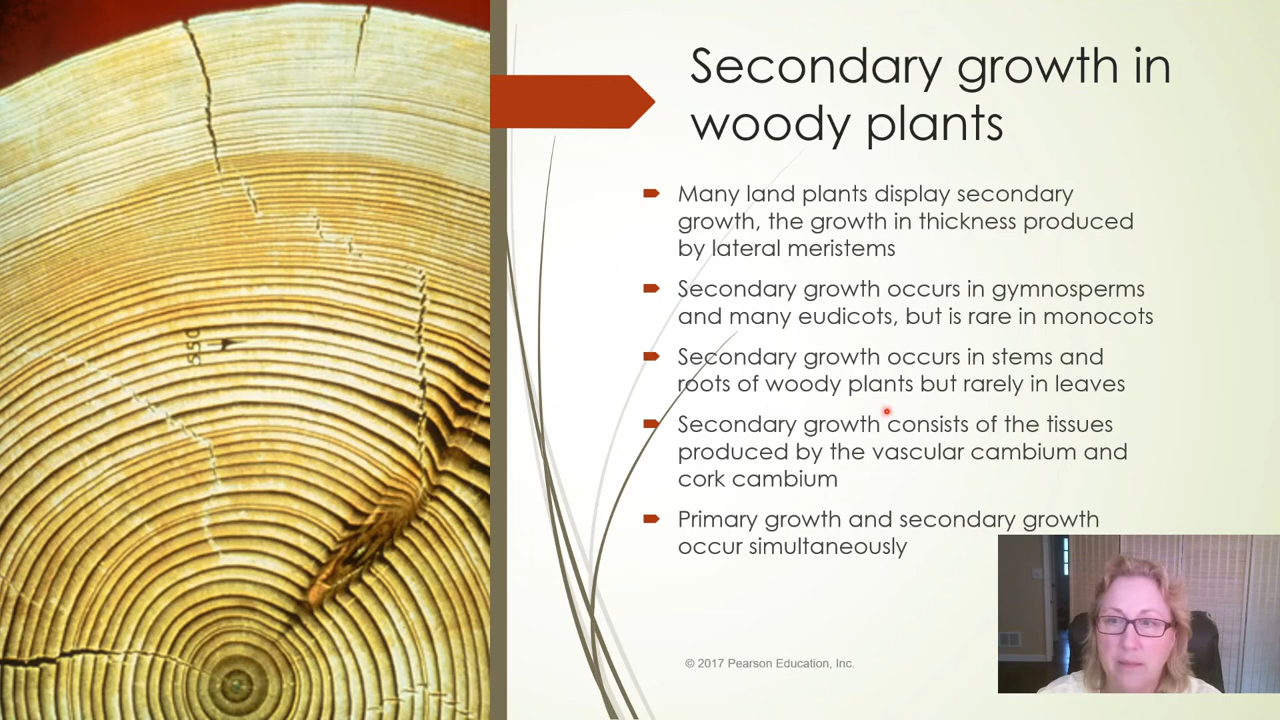 Secondary growth in
woody plants
Many land plants display secondary
growth, the growth in thickness produced
by lateral meristems
Secondary growth occurs in gymnosperms
and many eudicots, but is rare in monocots
Secondary growth occurs in stems and
roots of woody plants but rarely in leaves
Secondary growth consists of the tissues
produced by the vascular cambium and
cork cambium
Primary growth and secondary growth
occur simultaneously
© 2017 Pearson Education, Inc.